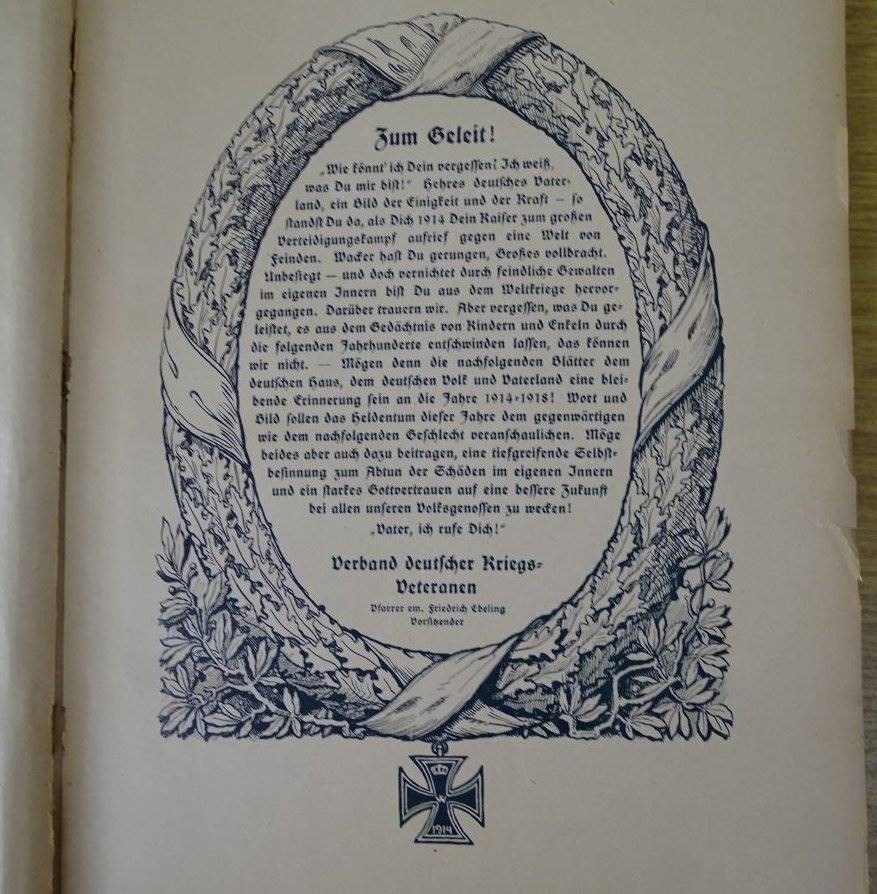 Zum Geleit!
„Wie könnt' ich Dein vergessen? Ich weiß,
was Du mir bist!“ Hehres deutsches Vater-
land, ein Bild der Einigkeit und der Kraft — so
standst Du da, als Dich 1914 Dein Kaiser zum großen
Verteidigungskampf aufrief gegen eine Welt von
Feinden. Wacker hast Du gerungen, Großes vollbracht.
Unbesiegt — und doch vernichtet durch feindliche Gewalten
im eigenen Innern bist Du aus dem Weltkriege hervor-
gegangen. Darüber trauern wir. Aber vergessen, was Du ge-
leistet, es aus dem Gedächtnis von Kindern und Enkeln durch
die folgenden Jahrhunderte entschwinden lassen, das können
wir nicht. — Mögen denn die nachfolgenden Blätter dem
deutschen Haus, dem deutschen Volk und Vaterland eine blei-
bende Erinnerung sein an die Jahre 1914-1918! Wort und
Bild sollen das Heldentum dieser Jahre dem gegenwärtigen
wie dem nachfolgenden Geschlecht veranschaulichen. Möge
beides aber auch dazu beitragen, eine tiefgreifende Selbst-
besinnung zum Abtun der Schäden im eigenen Innern
und ein starkes Gottvertrauen auf eine bessere Zukunft
bei allen unseren Volksgenossen zu wecken!
„Vater, ich rufe Dich!“
Verband deutscher Kriegs-
Veteranen
Pfarrer em. Friedrich Ebeling
Vorsitzender
W
1914